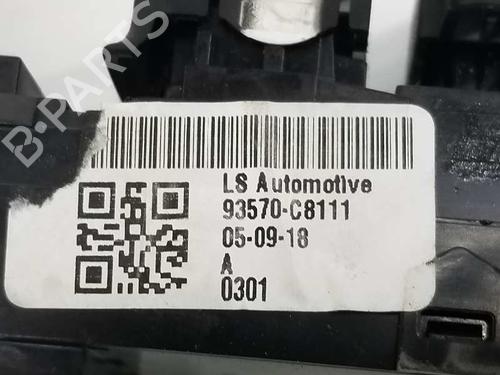 B-PARTS
LS Automotive
93570-C8111
05-09-18
A
0301